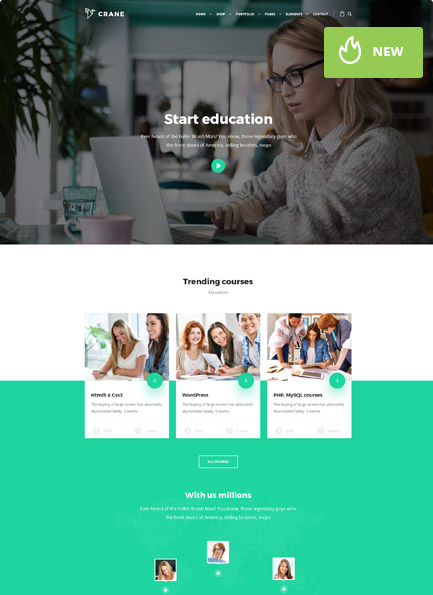 CRANE
HOME SHOP PORTFOLIO PAGES ELEMENTS CONTACT
NEW
Start education
Ever heard of the Fuller Brush Man? You know, those legendary guys who
the front doors of America, selling brushes, mops
Trending courses
Education
Html5 & Css3
The buying of large-screen has absolutely
skyrocketed lately. It seems
WordPress
The buying of large-screen has absolutely
skyrocketed lately. It seems
PHP, MySQL courses
The buying of large-screen has absolutely
skyrocketed lately. It seems
ALL COURSES
With us millions
Ever heard of the Fuller Brush Man? You know, those legendary guys who
the front doors of America, selling brushes, mops